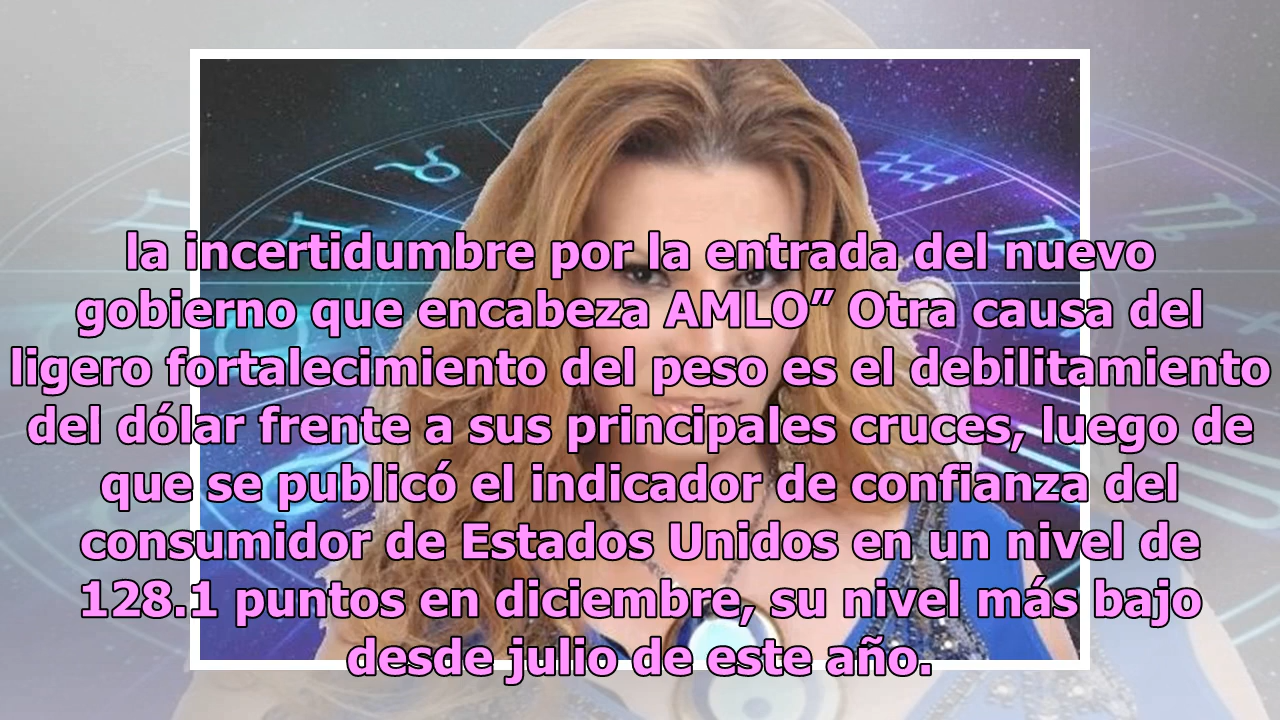 la incertidumbre por la entrada del nuevo
gobierno que encabeza AMLO” Otra causa del
ligero fortalecimiento del peso es el debilitamiento
del dólar frente a sus principales cruces, luego de
que se publicó el indicador de confianza del
consumidor de Estados Unidos en un nivel de
128.1 puntos en diciembre, su nivel más bajo
desde julio de este año.